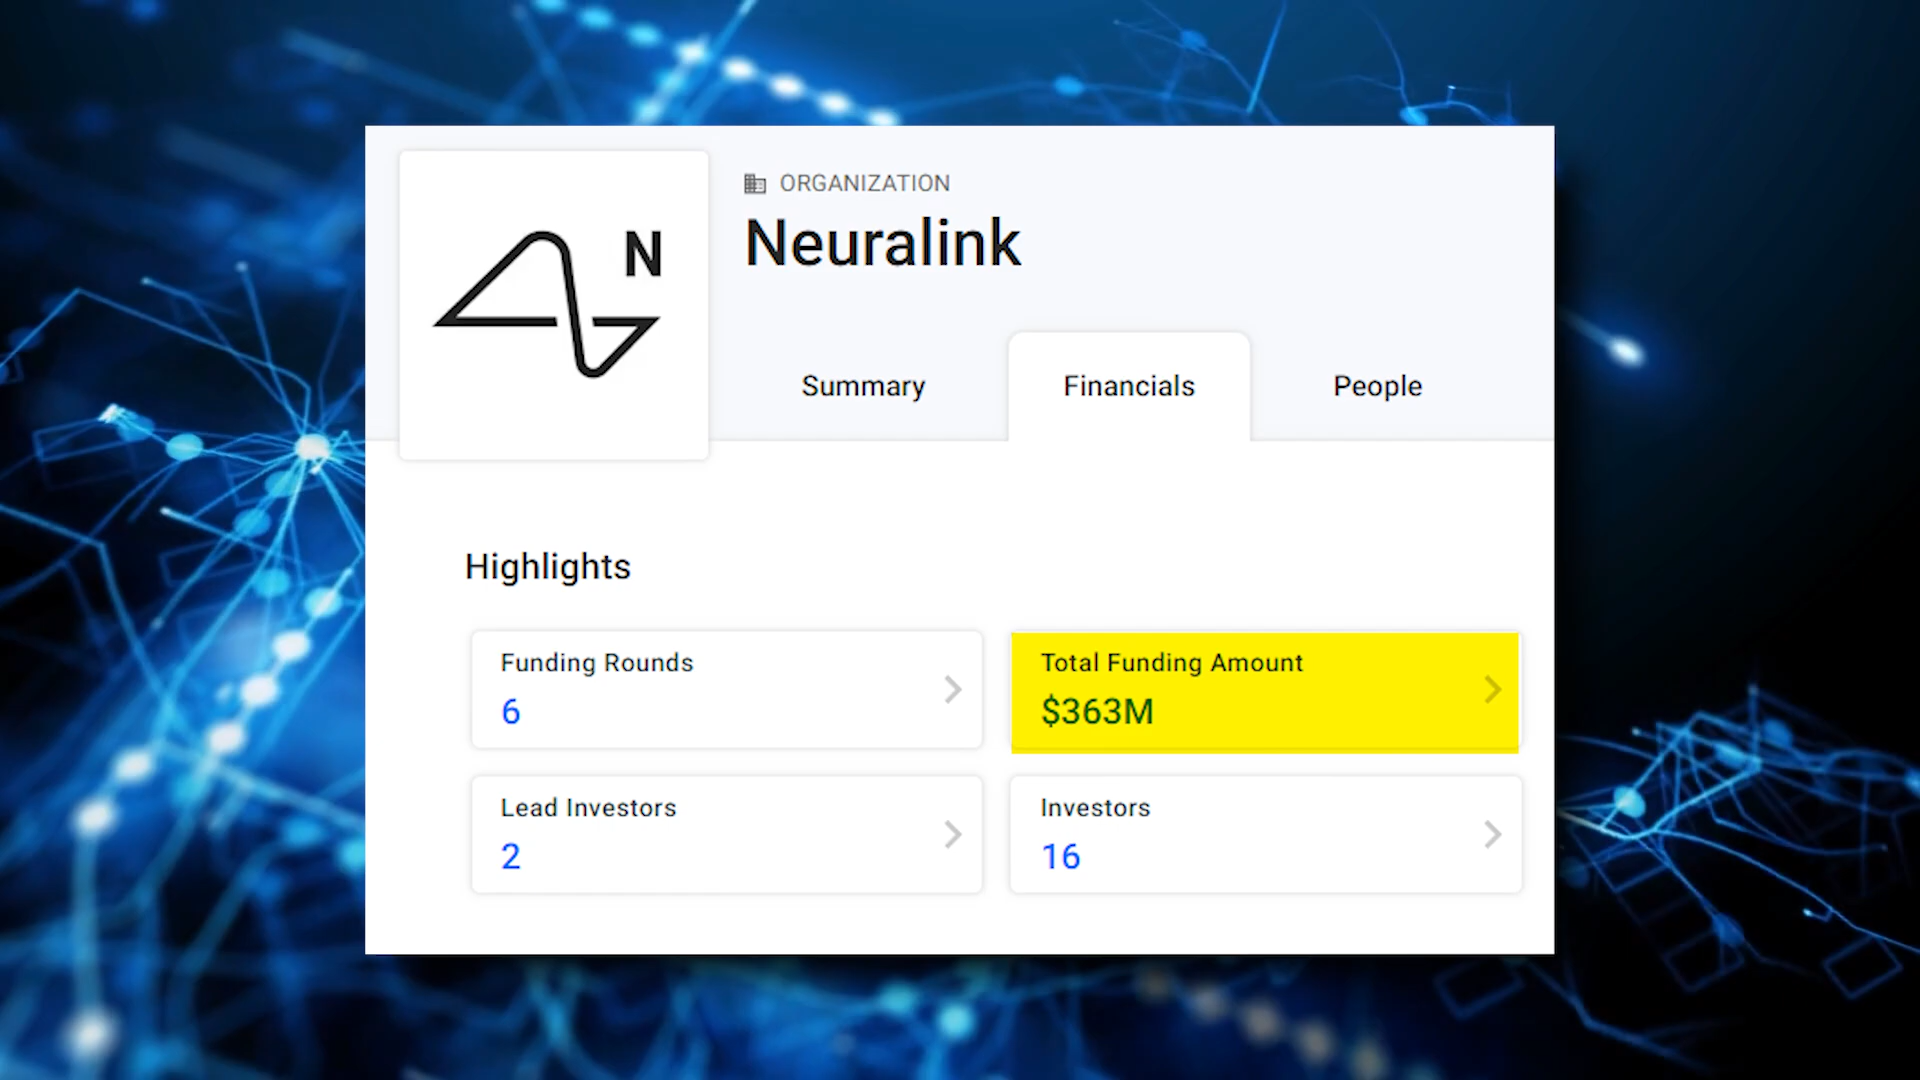 N
ORGANIZATION
Neuralink
Summary
Financials
People
Highlights
Funding Rounds
6
Total Funding Amount
$363M
Lead Investors
2
Investors
16